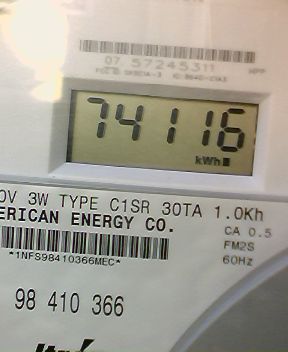 07 57245311
74116
kWh
0V 3W TYPE C1SR 30TA 1.0Kh
ERICAN ENERGY CO.
CA 0.5
FM2S
*1NFS98410366MEC*
60Hz
98 410 366